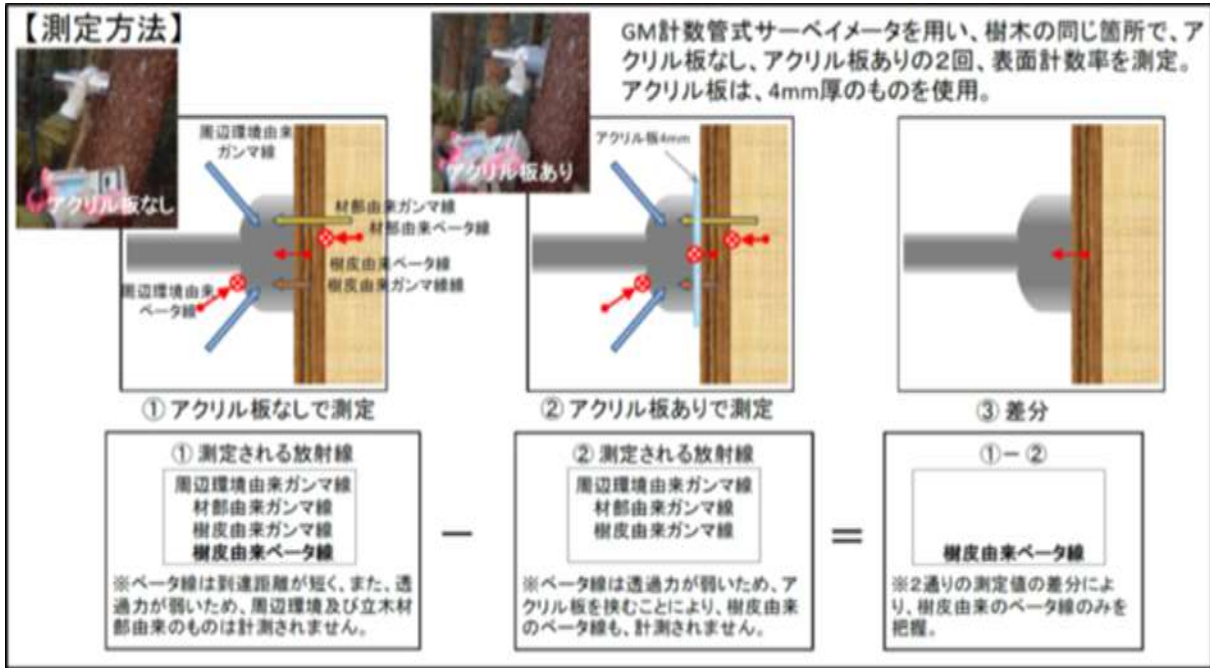 【測定方法】
GM計数管式サーベイメータを用い、樹木の同じ箇所で、ア
クリル板なし、アクリル板ありの2回、表面計数率を測定。
アクリル板は、4mm厚のものを使用。
アクリル板なし
アクリル板あり
周辺環境由来
ガンマ線
材部由来ガンマ線
材部由来ベータ線
樹皮由来ベータ線
樹皮由来ガンマ線線
周辺環境由来
ベータ線
アクリル板4mm
① アクリル板なしで測定
② アクリル板ありで測定
③ 差分
① 測定される放射線
周辺環境由来ガンマ線
材部由来ガンマ線
樹皮由来ガンマ線
樹皮由来ベータ線
※ベータ線は到達距離が短く、また、透
過力が弱いため、周辺環境及び立木材
部由来のものは計測されません。
−
② 測定される放射線
周辺環境由来ガンマ線
材部由来ガンマ線
樹皮由来ガンマ線
※ベータ線は透過力が弱いため、アク
リル板を挟むことにより、樹皮由来
のベータ線も、計測されません。
=
①− ②
樹皮由来ベータ線
※2通りの測定値の差分によ
り、樹皮由来のベータ線のみを
把握。